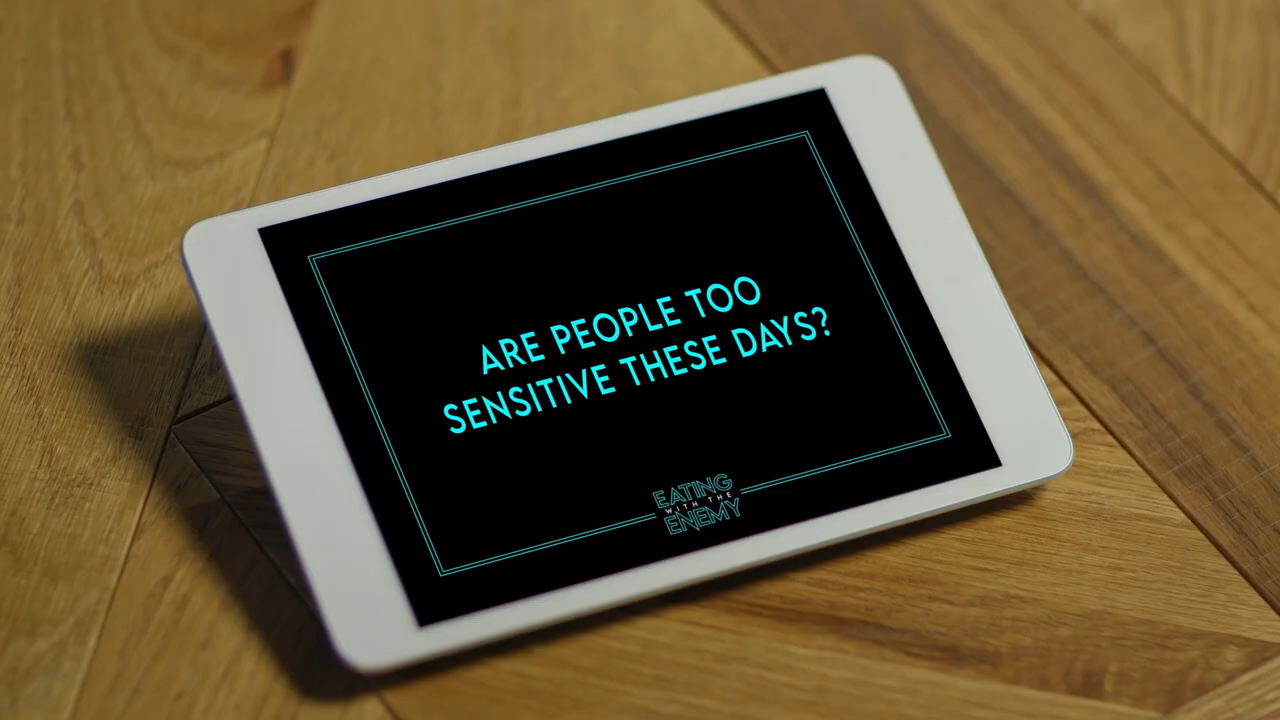 ARE PEOPLE TOO
SENSITIVE THESE DAYS?
EATING
WITH THE
ENEMY